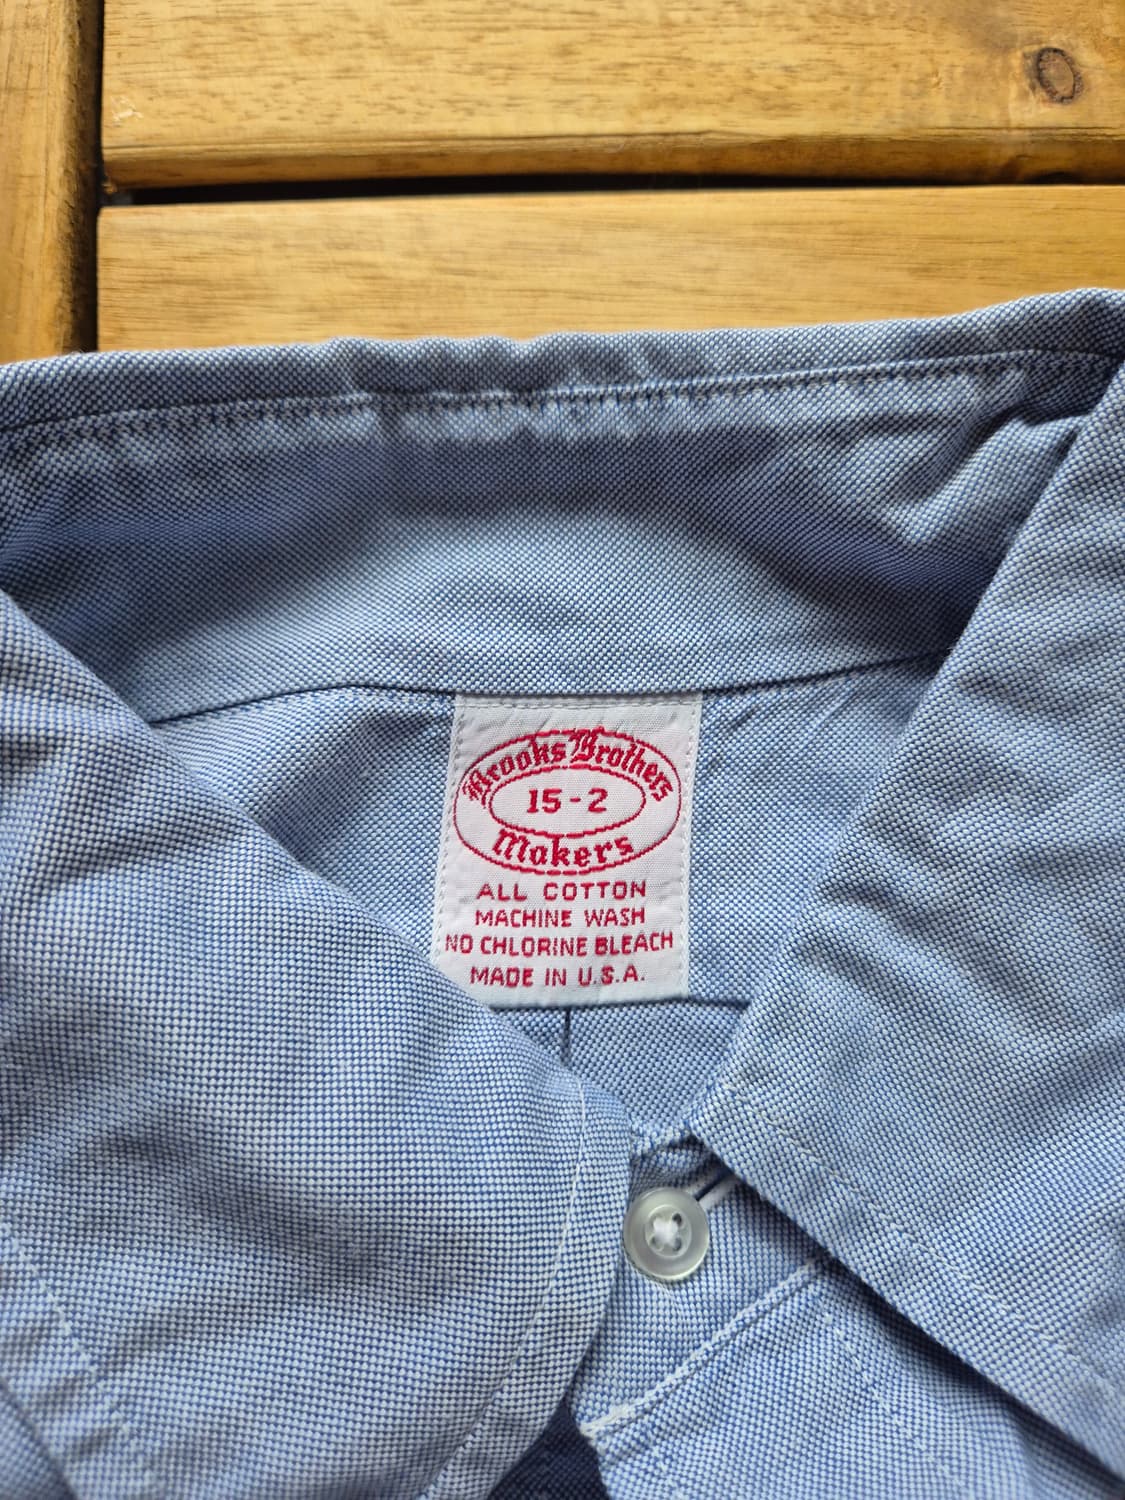 Brooks Brothers
15-2
Makers
ALL COTTON
MACHINE WASH
NO CHLORINE BLEACH
MADE IN U.S.A.